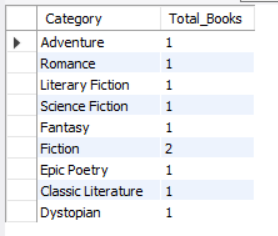 Category Total_Books
Adventure 1
Romance 1
Literary Fiction 1
Science Fiction 1
Fantasy 1
Fiction 2
Epic Poetry 1
Classic Literature 1
Dystopian 1